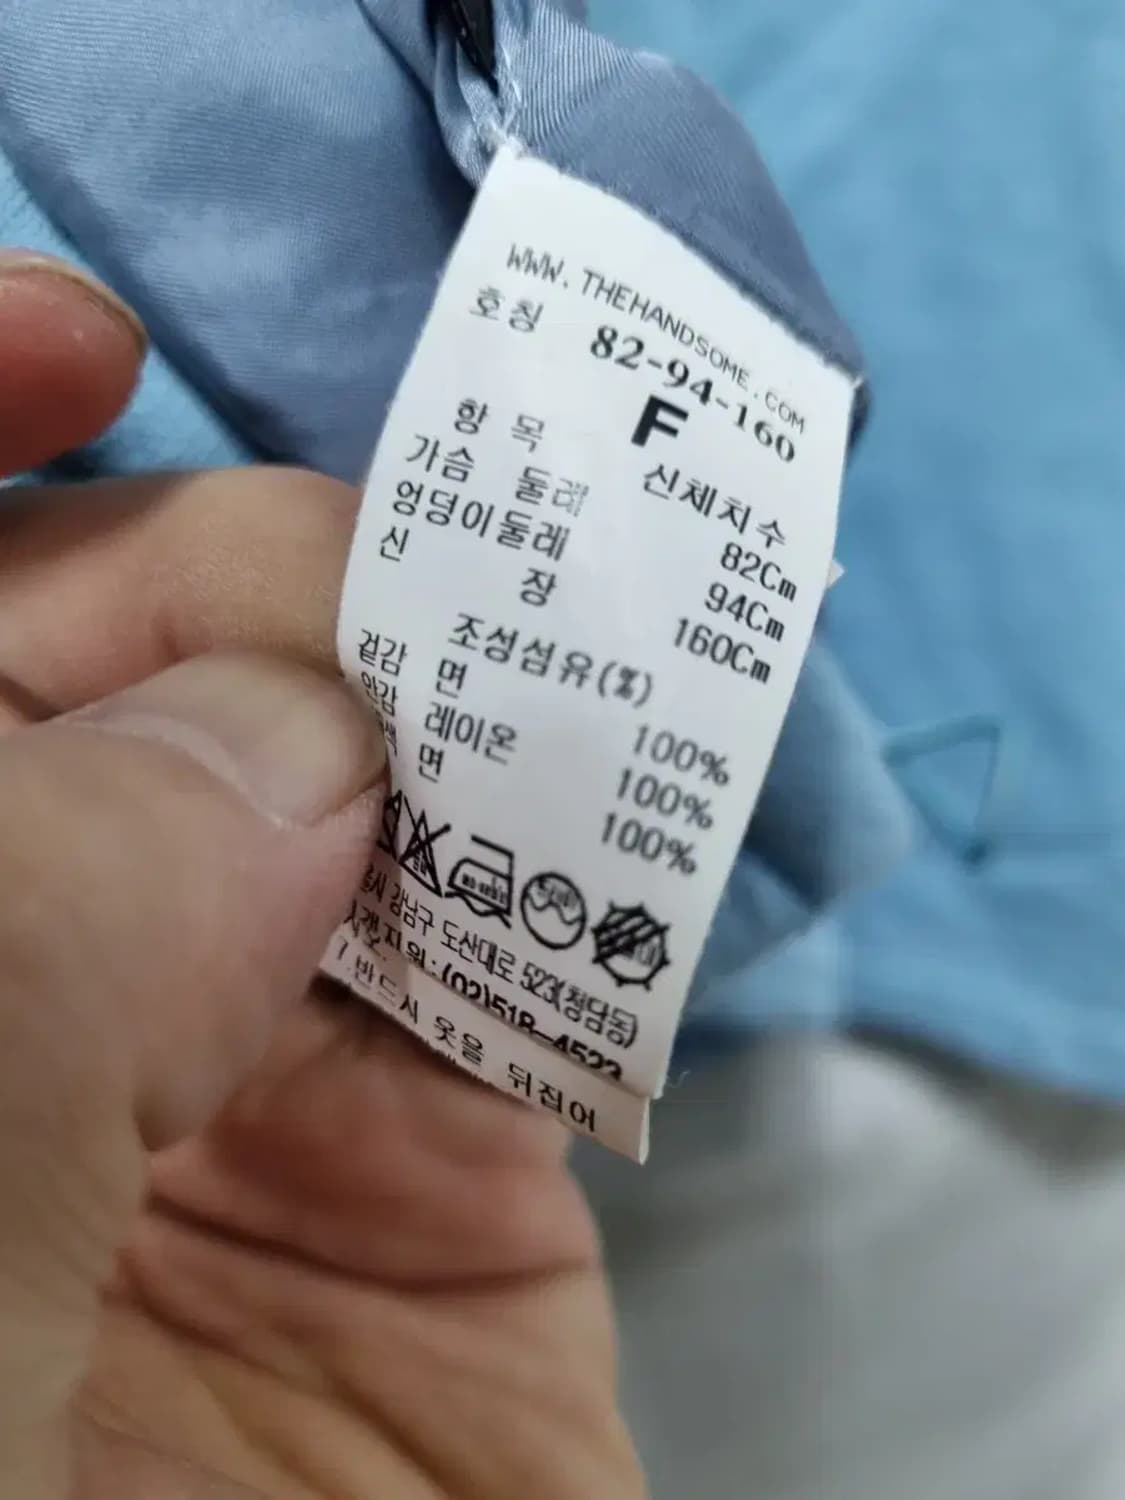 WWW.THEHANDSOME.COM
호칭 82-94-160
F
항 목 신체치수
가슴 둘레 82Cm
엉덩이둘레 94Cm
신 장 160Cm
조성섬유(%)
겉감 면 100%
안감 레이온 100%
면 100%
강남구 도산대로 523(청담동)
지원:(02)518-4523
반드시 옷을 뒤집어